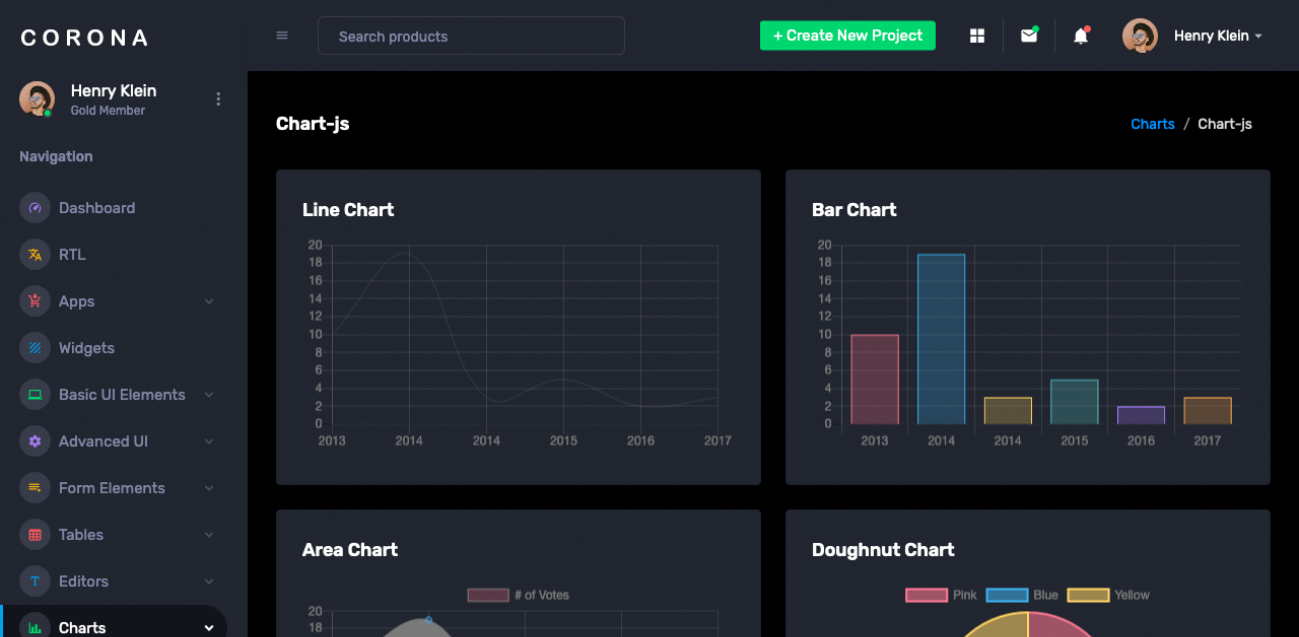 CORONA
Search products
+ Create New Project
Henry Klein
Henry Klein
Gold Member
Navigation
Dashboard
RTL
Apps
Widgets
Basic UI Elements
Advanced UI
Form Elements
Tables
Editors
Charts
Chart-js
Charts / Chart-js
Line Chart
20
18
16
14
12
10
8
6
4
2
0
2013 2014 2014 2015 2016 2017
Bar Chart
20
18
16
14
12
10
8
6
4
2
0
2013 2014 2014 2015 2016 2017
Area Chart
# of Votes
20
18
Doughnut Chart
Pink Blue Yellow